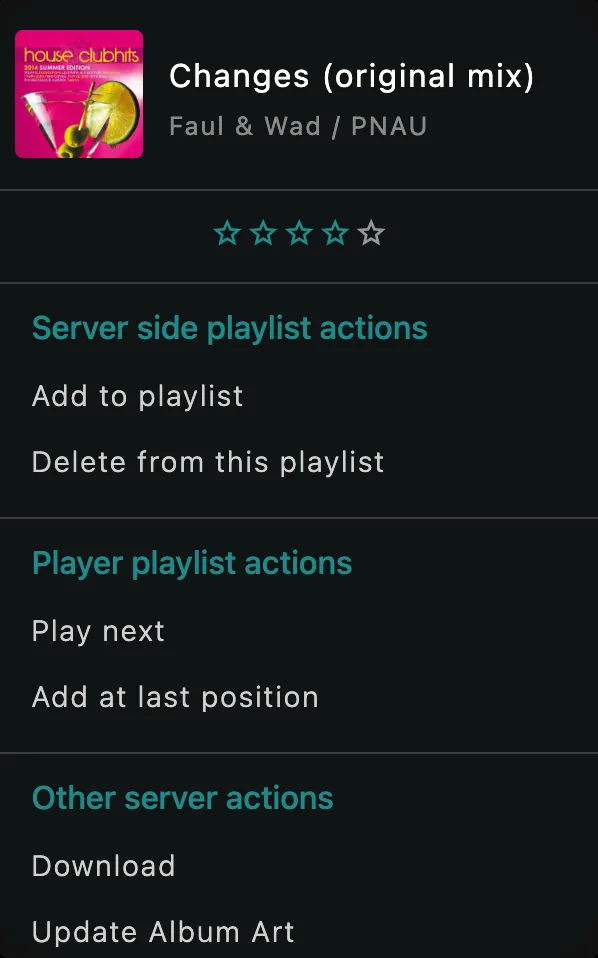 house clubhits
2014 SUMMER EDITION
Changes (original mix)
Faul & Wad / PNAU
Server side playlist actions
Add to playlist
Delete from this playlist
Player playlist actions
Play next
Add at last position
Other server actions
Download
Update Album Art